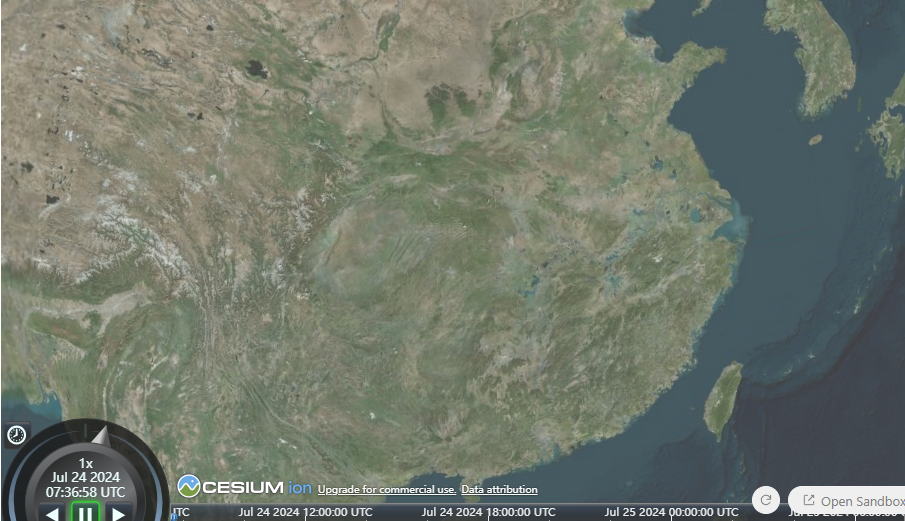 1x
Jul 24 2024
07:36:58 UTC
CESIUM ion Upgrade for commercial use. Data attribution
Open Sandbox
Jul 24 2024 12:00:00 UTC Jul 24 2024 18:00:00 UTC Jul 25 2024 00:00:00 UTC